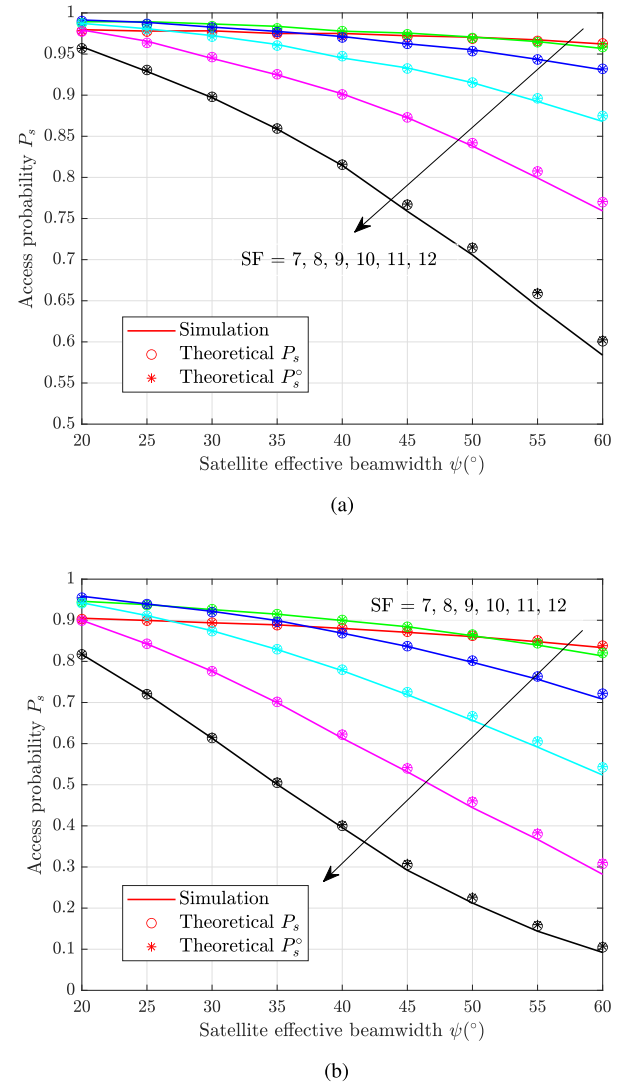 1
0.95
0.9
0.85
0.8
0.75
0.7
0.65
0.6
0.55
0.5
Access probability P_s
SF = 7, 8, 9, 10, 11, 12
Simulation
Theoretical P_s
Theoretical P_s^∘
20 25 30 35 40 45 50 55 60
Satellite effective beamwidth ψ(°)
(a)
1
0.9
0.8
0.7
0.6
0.5
0.4
0.3
0.2
0.1
0
Access probability P_s
SF = 7, 8, 9, 10, 11, 12
Simulation
Theoretical P_s
Theoretical P_s^∘
20 25 30 35 40 45 50 55 60
Satellite effective beamwidth ψ(°)
(b)